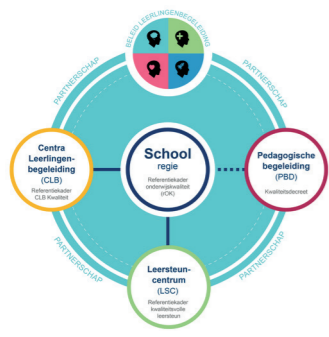 BELEID LEERLINGENBEGELEIDING
PARTNERSCHAP
PARTNERSCHAP
Centra
Leerlingen-
begeleiding
(CLB)
Referentiekader
CLB Kwaliteit
School
regie
Referentiekader
onderwijskwaliteit
(rOK)
Pedagogische
begeleiding
(PBD)
Kwaliteitsdecreet
PARTNERSCHAP
PARTNERSCHAP
Leersteun-
centrum
(LSC)
Referentiekader
kwaliteitsvolle
leersteun